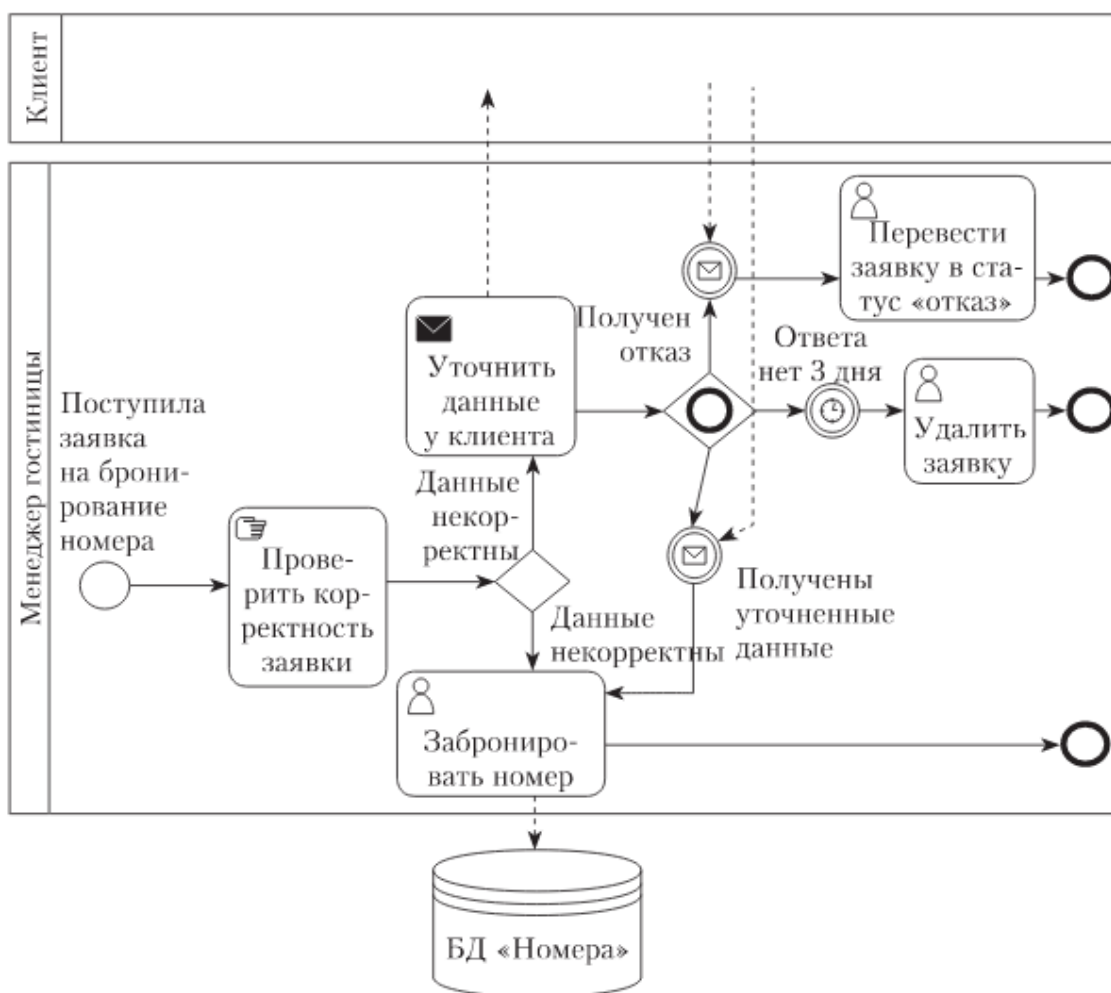 Клиент
Менеджер гостиницы
Поступила
заявка
на брони-
рование
номера
Прове-
рить кор-
ректность
заявки
Данные
некор-
ректны
Уточнить
данные
у клиента
Получен
отказ
Перевести
заявку в ста-
тус «отказ»
Ответа
нет 3 дня
Удалить
заявку
Получены
уточненные
данные
Данные
некорректны
Заброниро-
вать номер
БД «Номера»